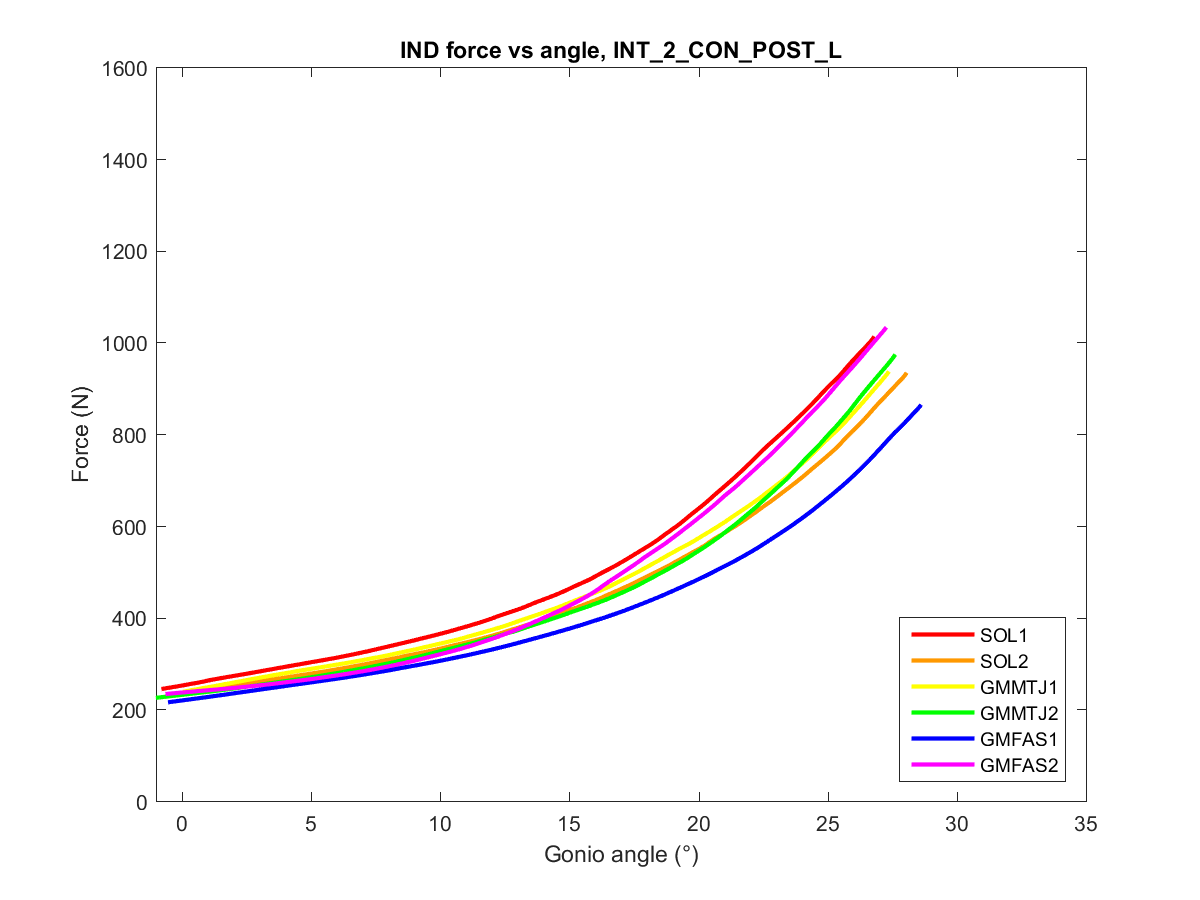 IND force vs angle, INT_2_CON_POST_L
1600
1400
1200
1000
800
600
400
200
0
Force (N)
0 5 10 15 20 25 30 35
Gonio angle (°)
SOL1
SOL2
GMMTJ1
GMMTJ2
GMFAS1
GMFAS2